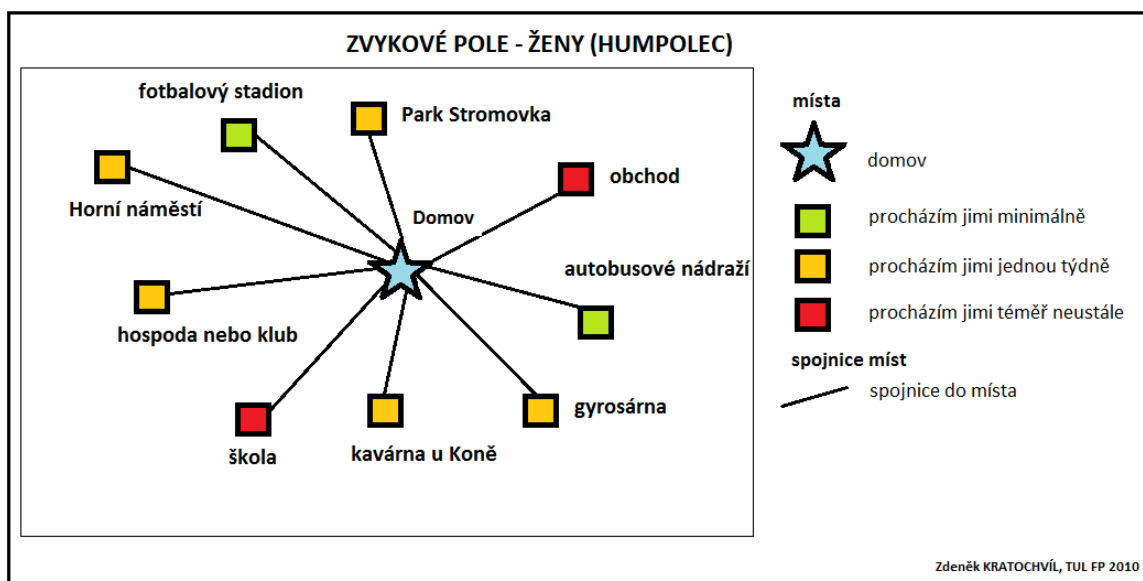 ZVYKOVÉ POLE - ŽENY (HUMPOLEC)
fotbalový stadion
Park Stromovka
obchod
Horní náměstí
Domov
autobusové nádraží
hospoda nebo klub
gyrosárna
škola
kavárna u Koně
místa
domov
procházím jimi minimálně
procházím jimi jednou týdně
procházím jimi téměř neustále
spojnice míst
spojnice do místa
Zdeněk KRATOCHVÍL, TUL FP 2010